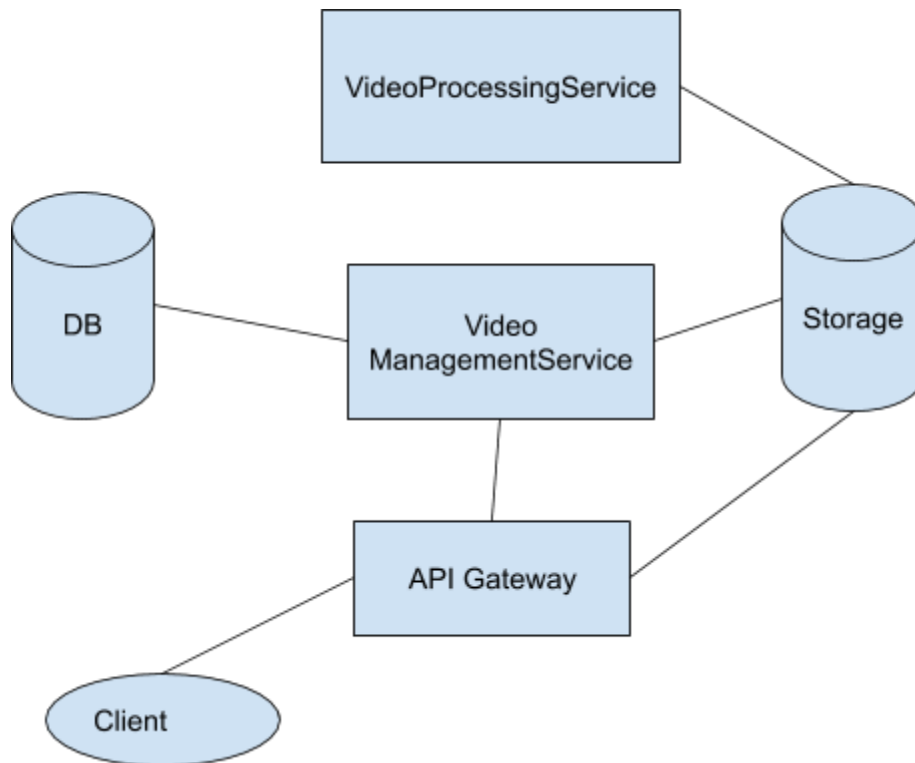 VideoProcessingService
DB
Video
ManagementService
Storage
API Gateway
Client